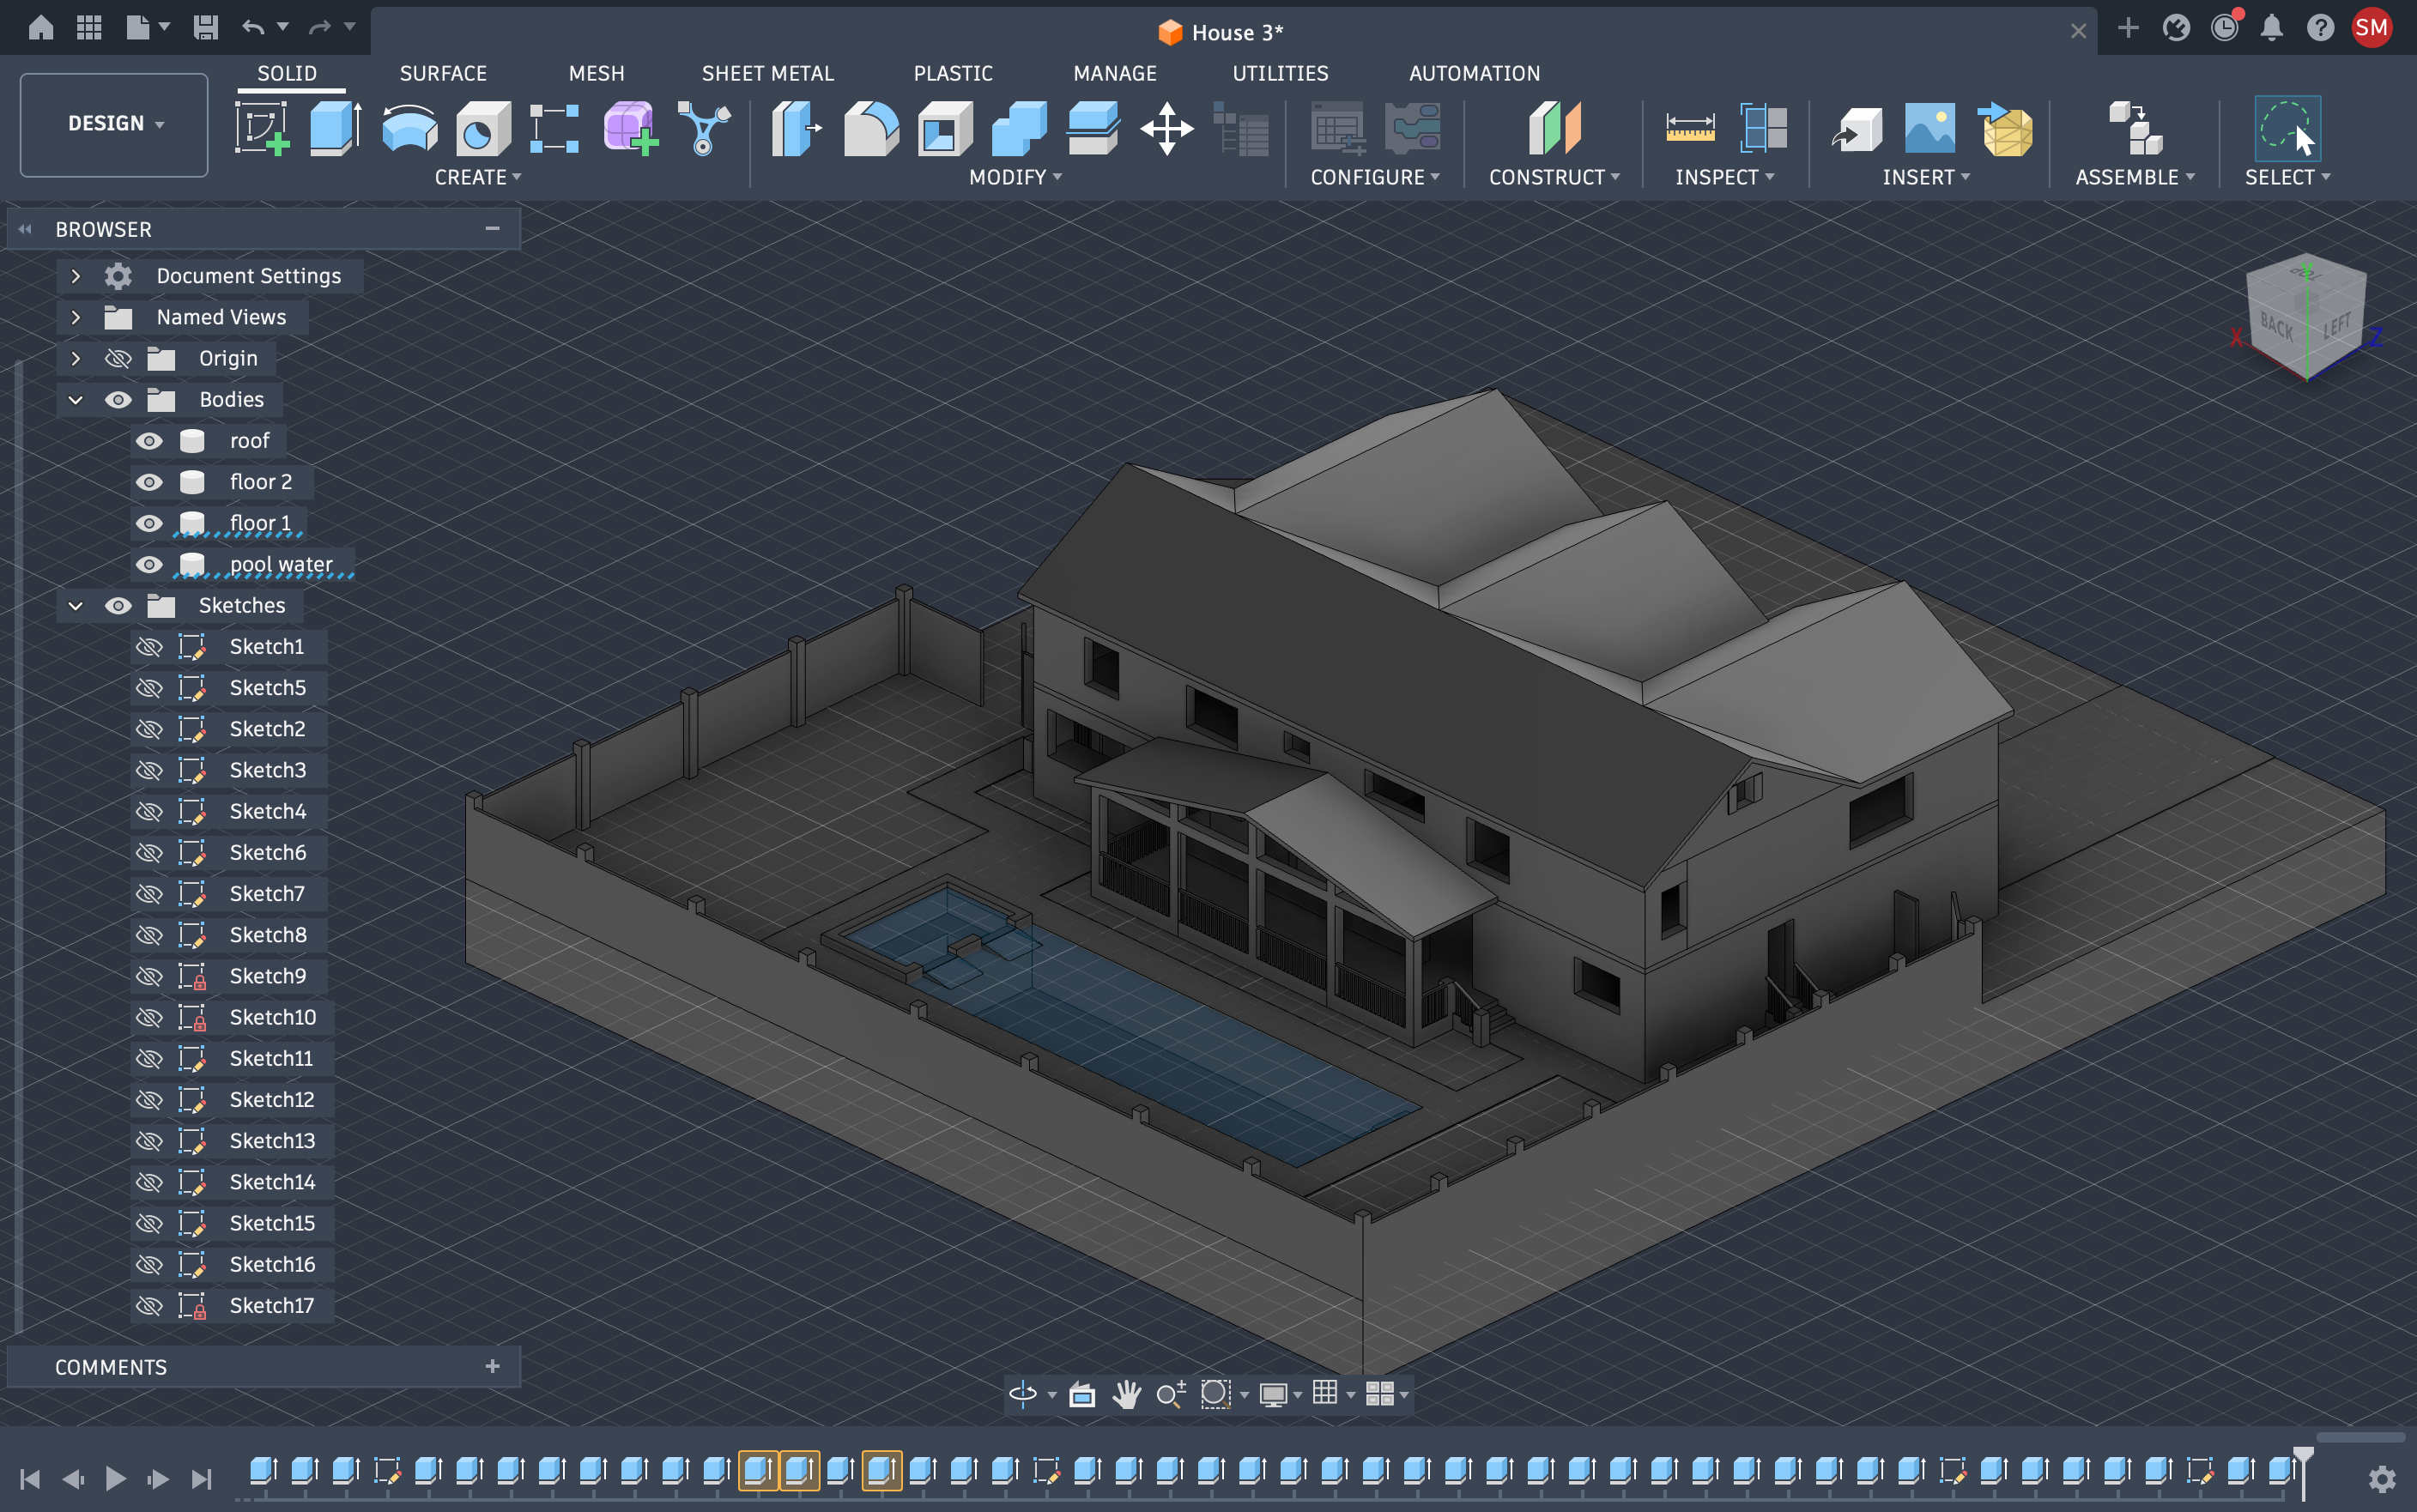 House 3*
SM
DESIGN
SOLID SURFACE MESH SHEET METAL PLASTIC MANAGE UTILITIES AUTOMATION
CREATE MODIFY CONFIGURE CONSTRUCT INSPECT INSERT ASSEMBLE SELECT
BROWSER
Document Settings
Named Views
Origin
Bodies
roof
floor 2
floor 1
pool water
Sketches
Sketch1
Sketch5
Sketch2
Sketch3
Sketch4
Sketch6
Sketch7
Sketch8
Sketch9
Sketch10
Sketch11
Sketch12
Sketch13
Sketch14
Sketch15
Sketch16
Sketch17
COMMENTS
TOP
Y
BACK LEFT
X Z